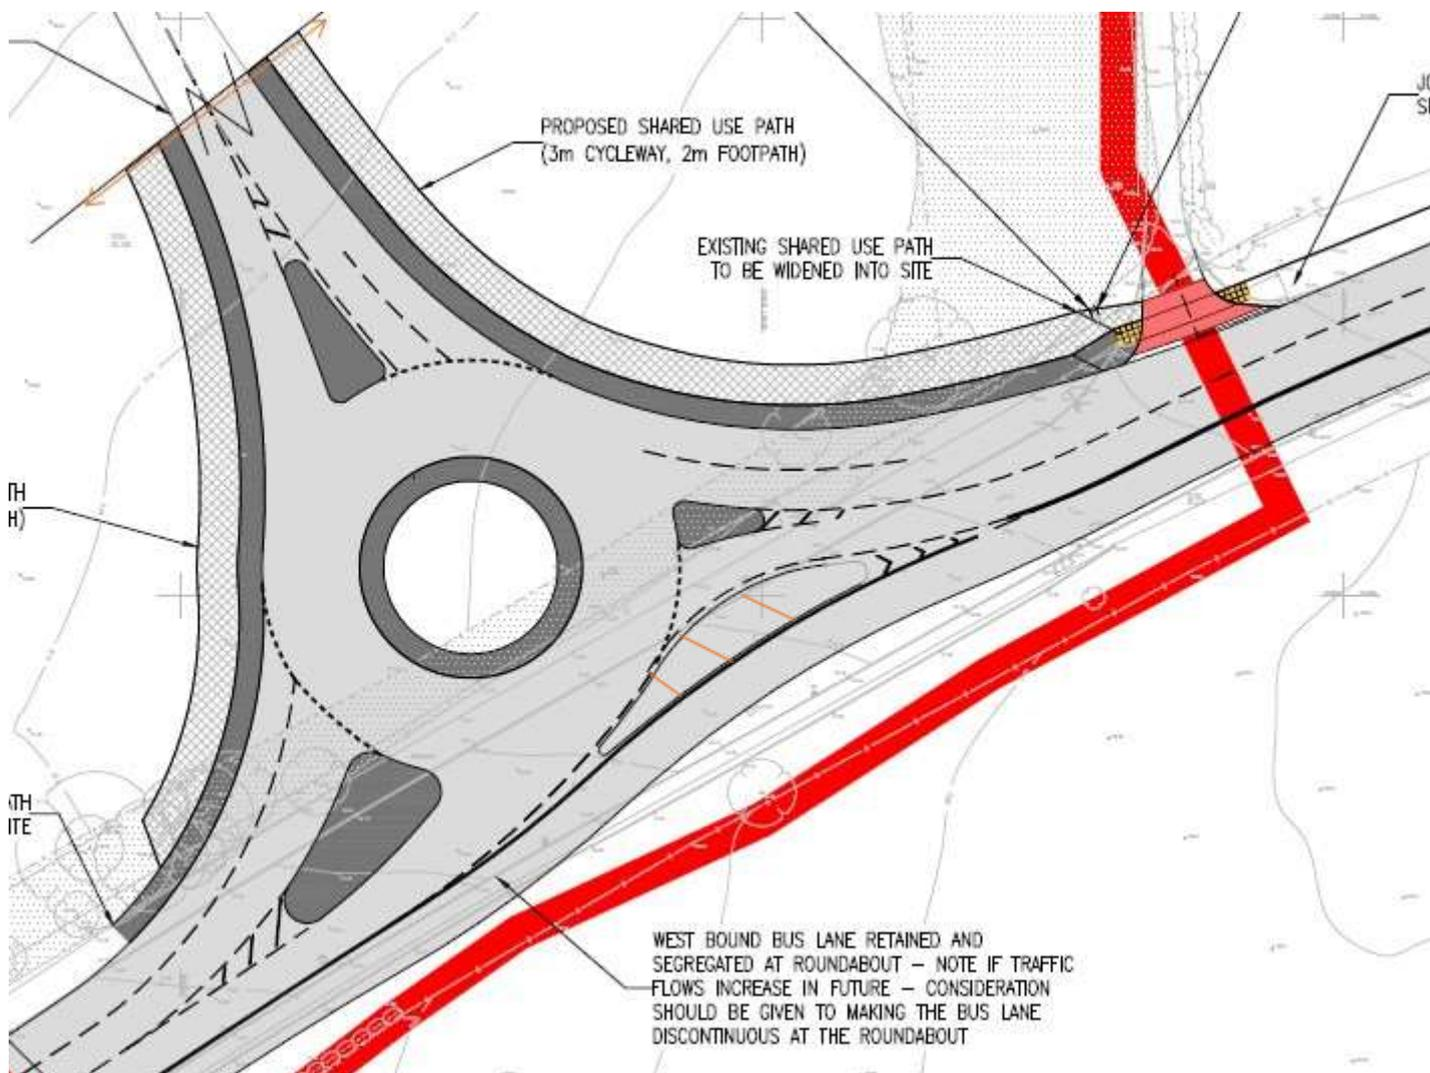 PROPOSED SHARED USE PATH
(3m CYCLEWAY, 2m FOOTPATH)
JO
EXISTING SHARED USE PATH
TO BE WIDENED INTO SITE
TH
H)
ATH
ITE
WEST BOUND BUS LANE RETAINED AND
SEGREGATED AT ROUNDABOUT – NOTE IF TRAFFIC
FLOWS INCREASE IN FUTURE – CONSIDERATION
SHOULD BE GIVEN TO MAKING THE BUS LANE
DISCONTINUOUS AT THE ROUNDABOUT